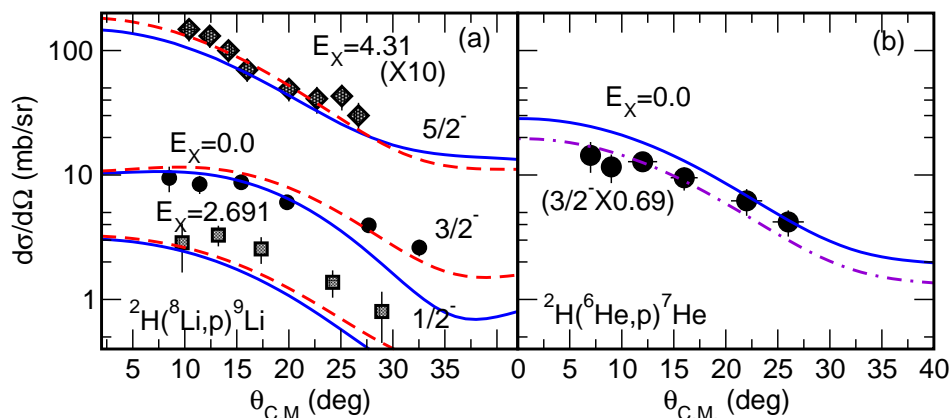 (a)
(b)
E_X=4.31
(X10)
E_X=0.0
5/2⁻
E_X=0.0
3/2⁻
(3/2⁻X0.69)
E_X=2.691
1/2⁻
²H(⁸Li,p)⁹Li
²H(⁶He,p)⁷He
100
10
1
dσ/dΩ (mb/sr)
5 10 15 20 25 30 35 0 5 10 15 20 25 30 35 40
θ_C.M (deg)
θ_C.M (deg)